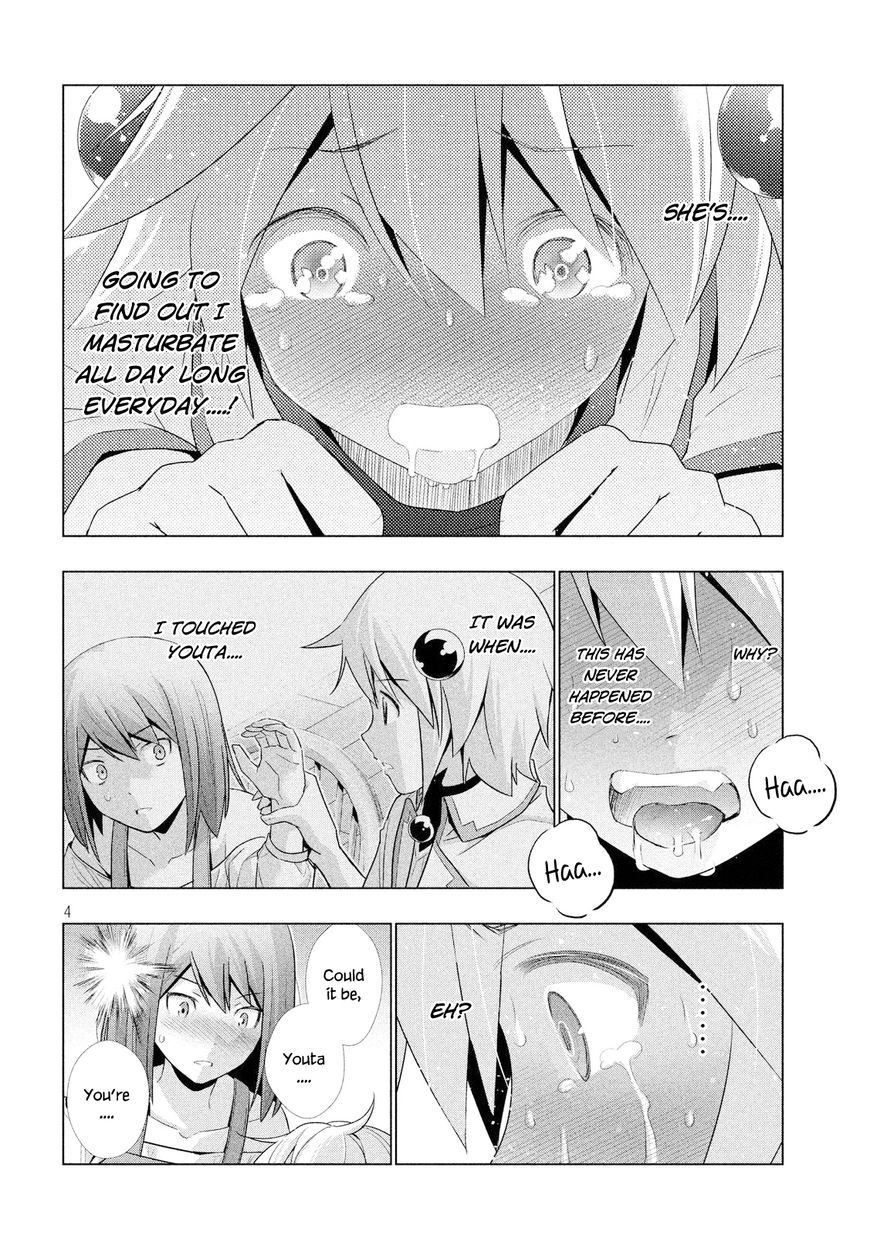 SHE'S....
GOING TO
FIND OUT I
MASTURBATE
ALL DAY LONG
EVERYDAY....!
WHY?
THIS HAS
NEVER
HAPPENED
BEFORE....
Haa....
Haa...
IT WAS
WHEN....
I TOUCHED
YOUTA....
4
.......
EH?
Could
it be,
Youta
....
You're
....